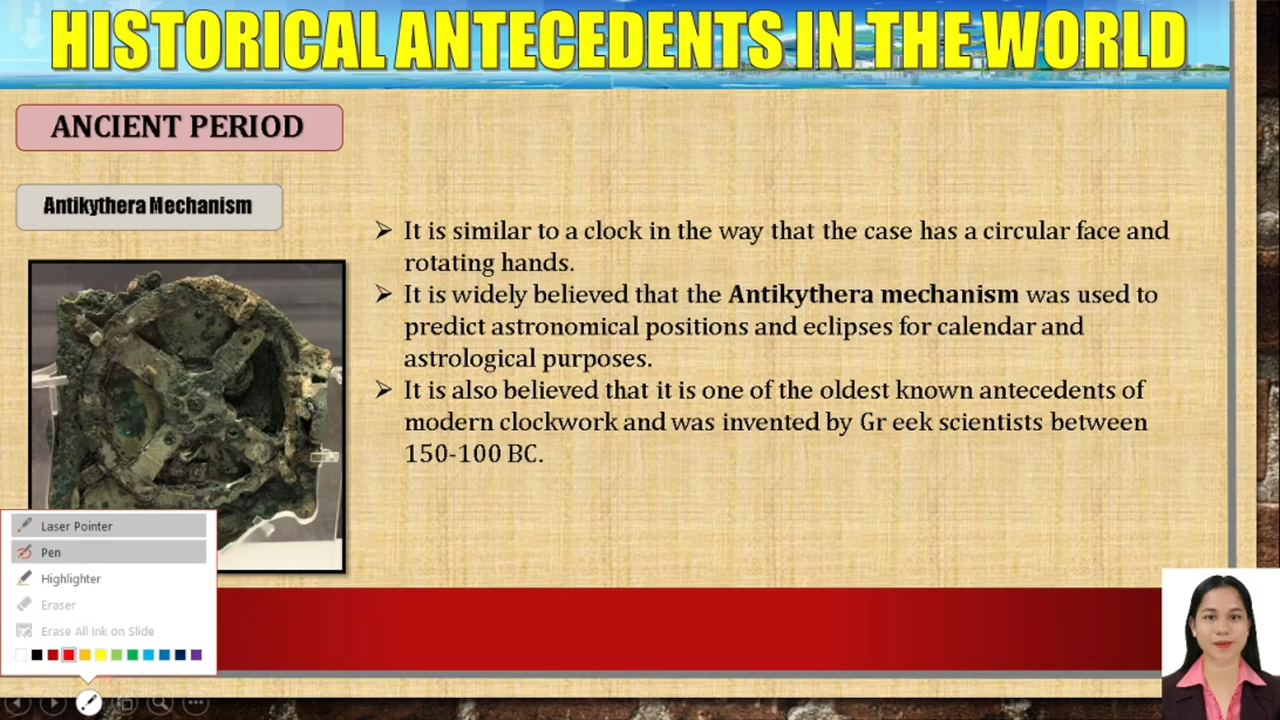 HISTORICAL ANTECEDENTS IN THE WORLD
ANCIENT PERIOD
Antikythera Mechanism
➢ It is similar to a clock in the way that the case has a circular face and
rotating hands.
➢ It is widely believed that the Antikythera mechanism was used to
predict astronomical positions and eclipses for calendar and
astrological purposes.
➢ It is also believed that it is one of the oldest known antecedents of
modern clockwork and was invented by Gr eek scientists between
150-100 BC.
Laser Pointer
Pen
Highlighter
Eraser
Erase All Ink on Slide